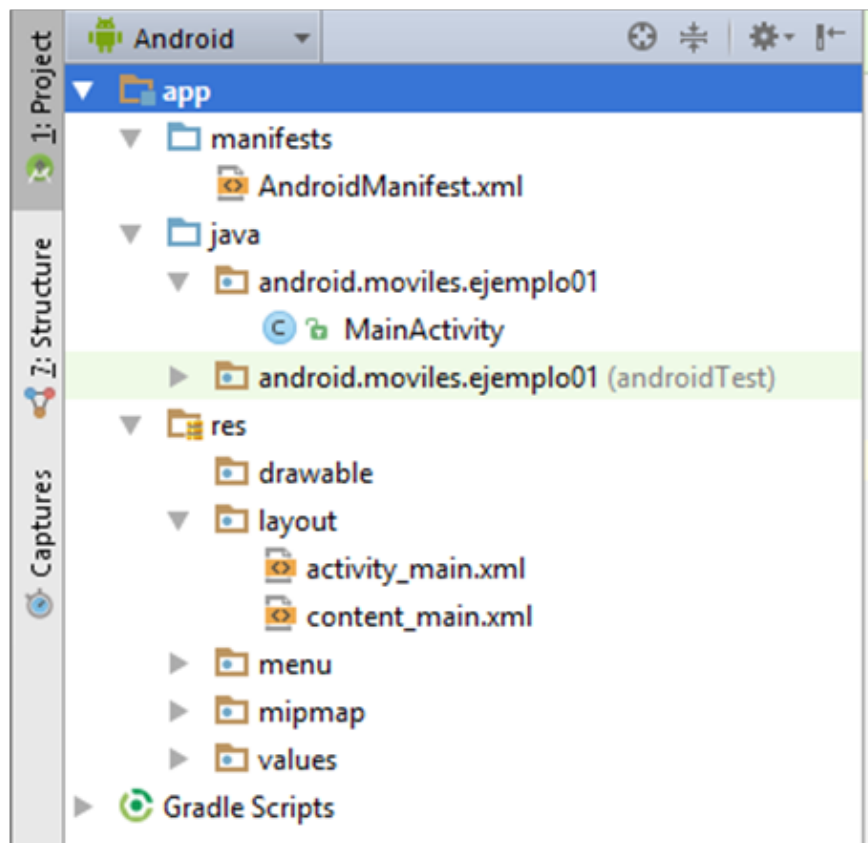 Android
1: Project
7: Structure
Captures
app
manifests
AndroidManifest.xml
java
android.moviles.ejemplo01
C MainActivity
android.moviles.ejemplo01 (androidTest)
res
drawable
layout
activity_main.xml
content_main.xml
menu
mipmap
values
Gradle Scripts